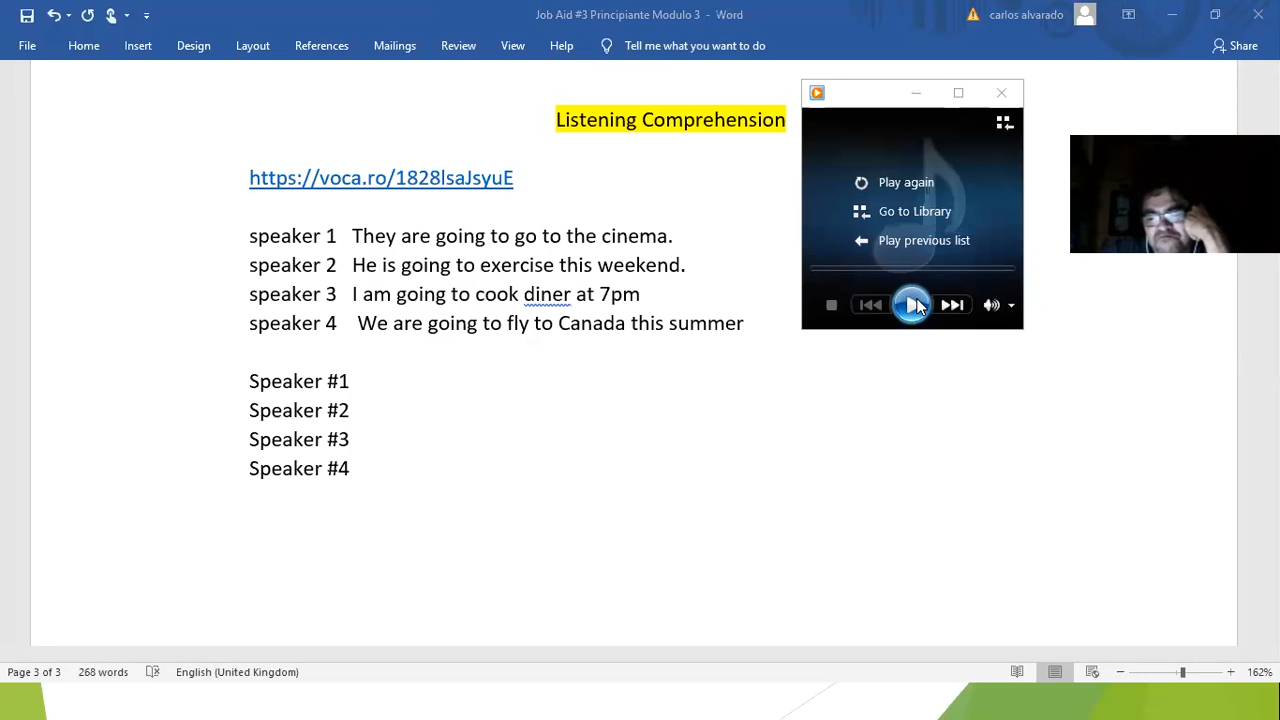 Job Aid #3 Principiante Modulo 3 - Word
carlos alvarado
File Home Insert Design Layout References Mailings Review View Help Tell me what you want to do Share
Listening Comprehension
https://voca.ro/1828lsaJsyuE
speaker 1 They are going to go to the cinema.
speaker 2 He is going to exercise this weekend.
speaker 3 I am going to cook diner at 7pm
speaker 4 We are going to fly to Canada this summer
Speaker #1
Speaker #2
Speaker #3
Speaker #4
Play again
Go to Library
Play previous list
Page 3 of 3 268 words English (United Kingdom) 162%